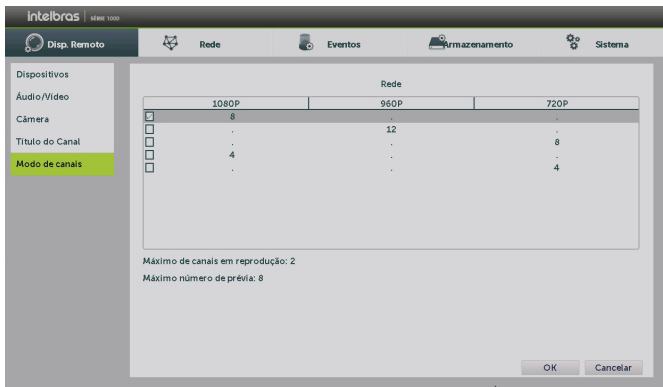 intelbras | SÉRIE 1000
Disp. Remoto Rede Eventos Armazenamento Sistema
Dispositivos
Áudio/Vídeo
Câmera
Título do Canal
Modo de canais
Rede
1080P 960P 720P
8 . .
. 12 .
. . 8
4 . .
. . 4
Máximo de canais em reprodução: 2
Máximo número de prévia: 8
OK Cancelar